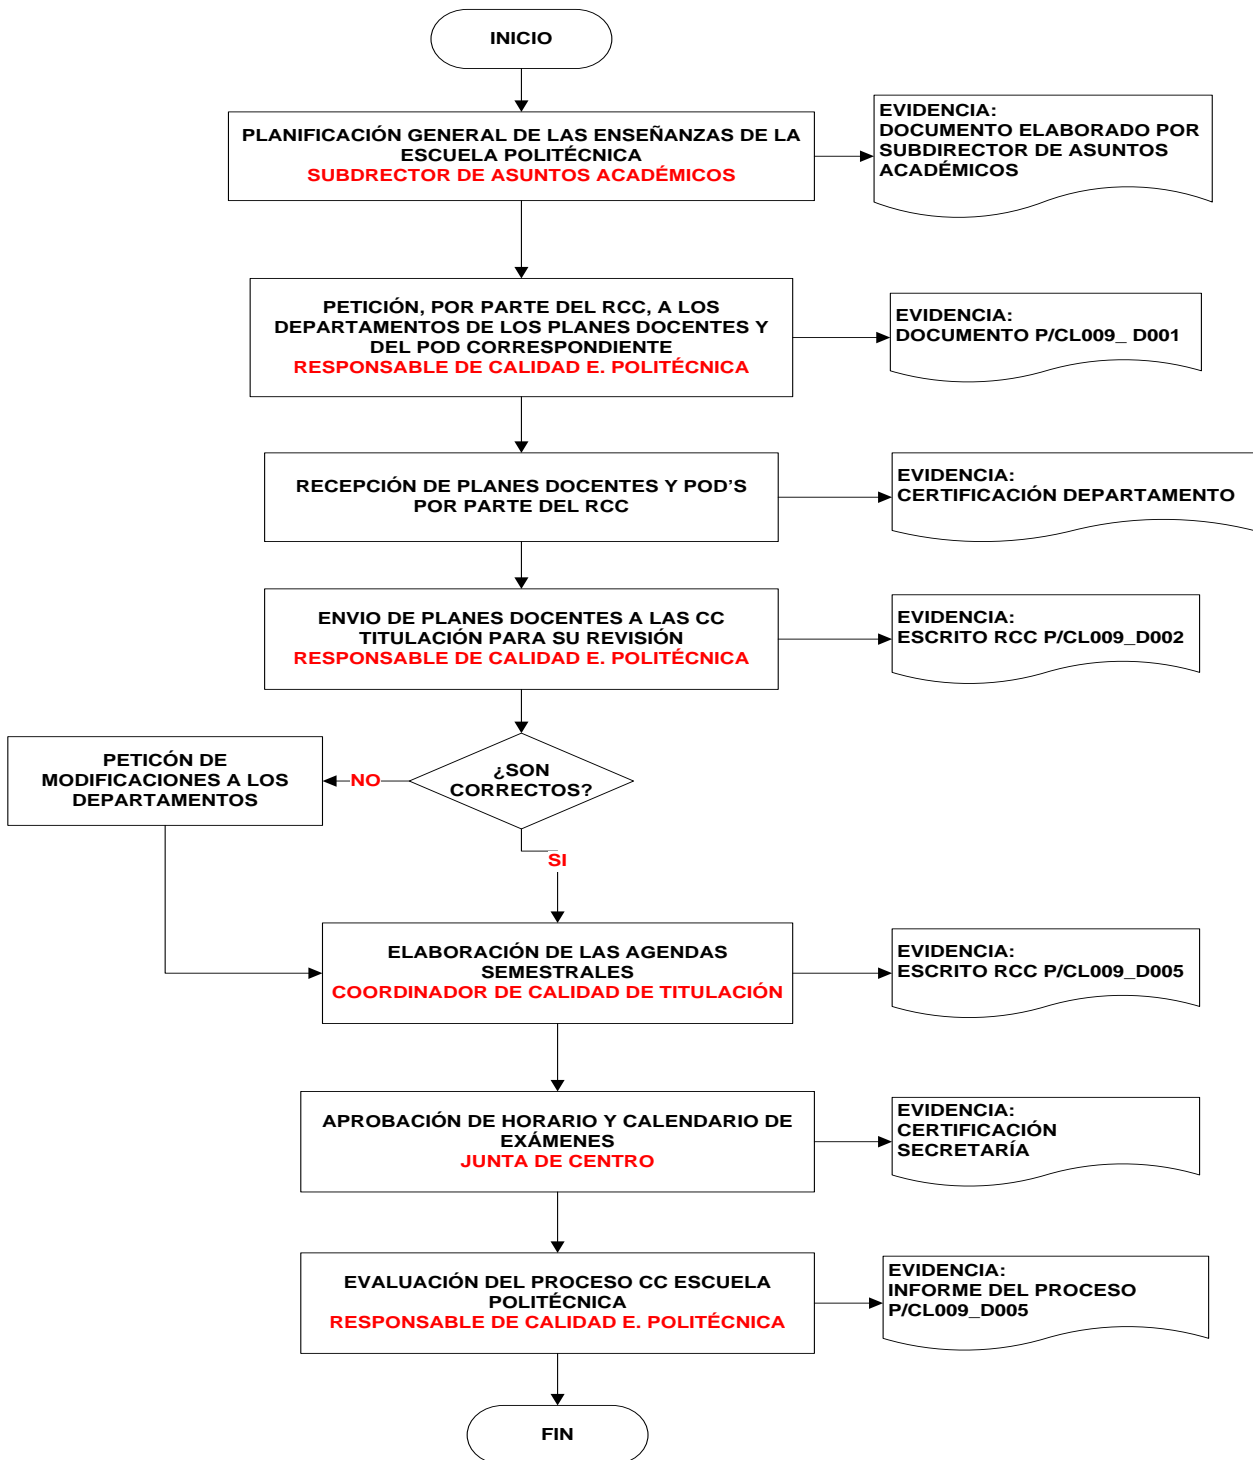 INICIO
PLANIFICACIÓN GENERAL DE LAS ENSEÑANZAS DE LA
ESCUELA POLITÉCNICA
SUBDRECTOR DE ASUNTOS ACADÉMICOS
EVIDENCIA:
DOCUMENTO ELABORADO POR
SUBDIRECTOR DE ASUNTOS
ACADÉMICOS
PETICIÓN, POR PARTE DEL RCC, A LOS
DEPARTAMENTOS DE LOS PLANES DOCENTES Y
DEL POD CORRESPONDIENTE
RESPONSABLE DE CALIDAD E. POLITÉCNICA
EVIDENCIA:
DOCUMENTO P/CL009_ D001
RECEPCIÓN DE PLANES DOCENTES Y POD'S
POR PARTE DEL RCC
EVIDENCIA:
CERTIFICACIÓN DEPARTAMENTO
ENVIO DE PLANES DOCENTES A LAS CC
TITULACIÓN PARA SU REVISIÓN
RESPONSABLE DE CALIDAD E. POLITÉCNICA
EVIDENCIA:
ESCRITO RCC P/CL009_D002
PETICÓN DE
MODIFICACIONES A LOS
DEPARTAMENTOS
NO
¿SON
CORRECTOS?
SI
ELABORACIÓN DE LAS AGENDAS
SEMESTRALES
COORDINADOR DE CALIDAD DE TITULACIÓN
EVIDENCIA:
ESCRITO RCC P/CL009_D005
APROBACIÓN DE HORARIO Y CALENDARIO DE
EXÁMENES
JUNTA DE CENTRO
EVIDENCIA:
CERTIFICACIÓN
SECRETARÍA
EVALUACIÓN DEL PROCESO CC ESCUELA
POLITÉCNICA
RESPONSABLE DE CALIDAD E. POLITÉCNICA
EVIDENCIA:
INFORME DEL PROCESO
P/CL009_D005
FIN